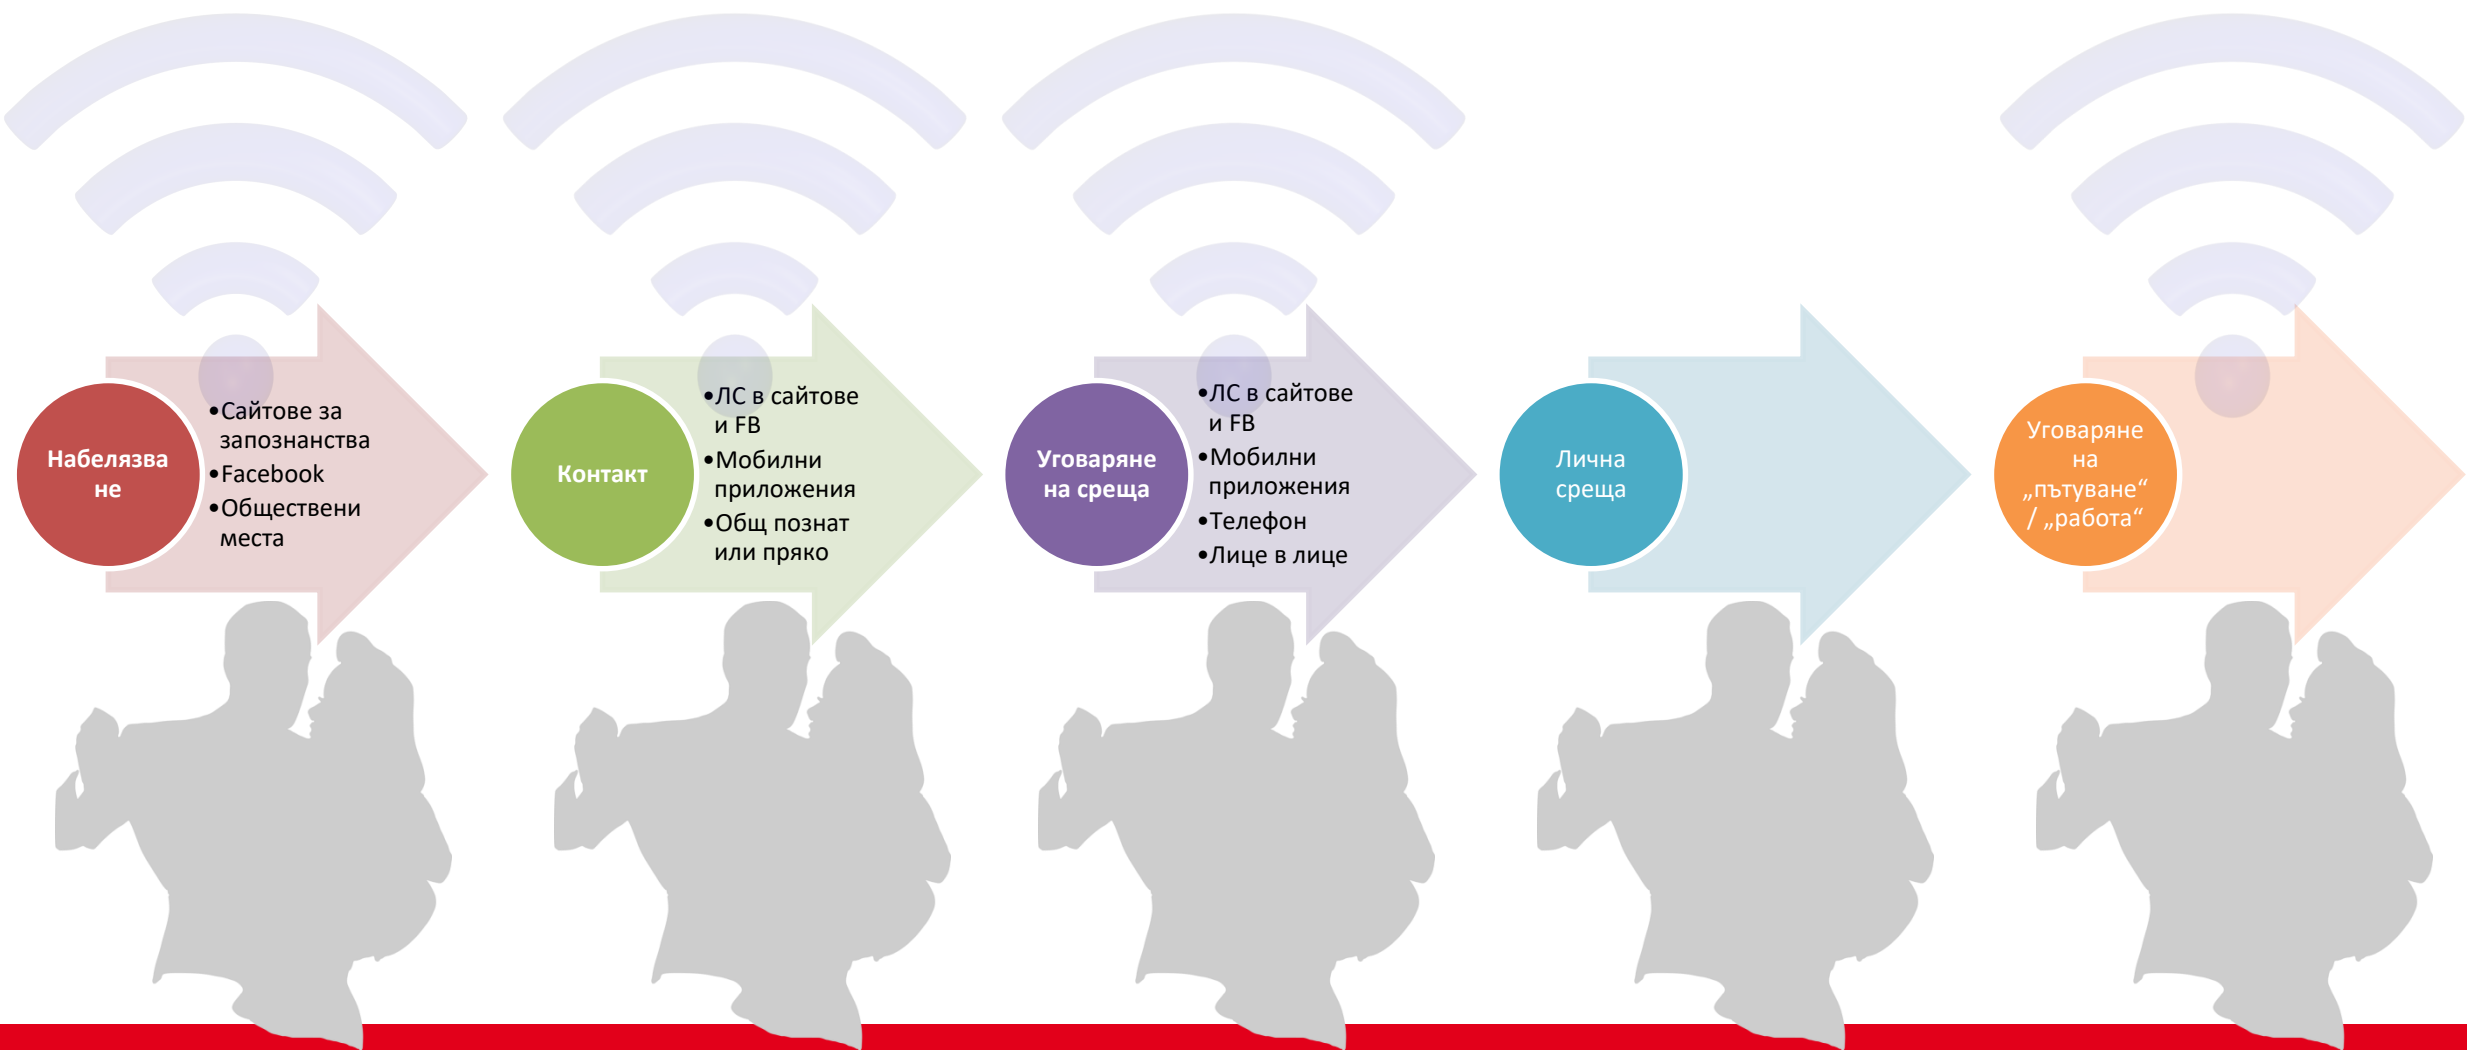 Набелязва
не
•Сайтове за
запознанства
•Facebook
•Обществени
места
Контакт
•ЛС в сайтове
и FB
•Мобилни
приложения
•Общ познат
или пряко
Уговаряне
на среща
•ЛС в сайтове
и FB
•Мобилни
приложения
•Телефон
•Лице в лице
Лична
среща
Уговаряне
на
„пътуване“
/ „работа“